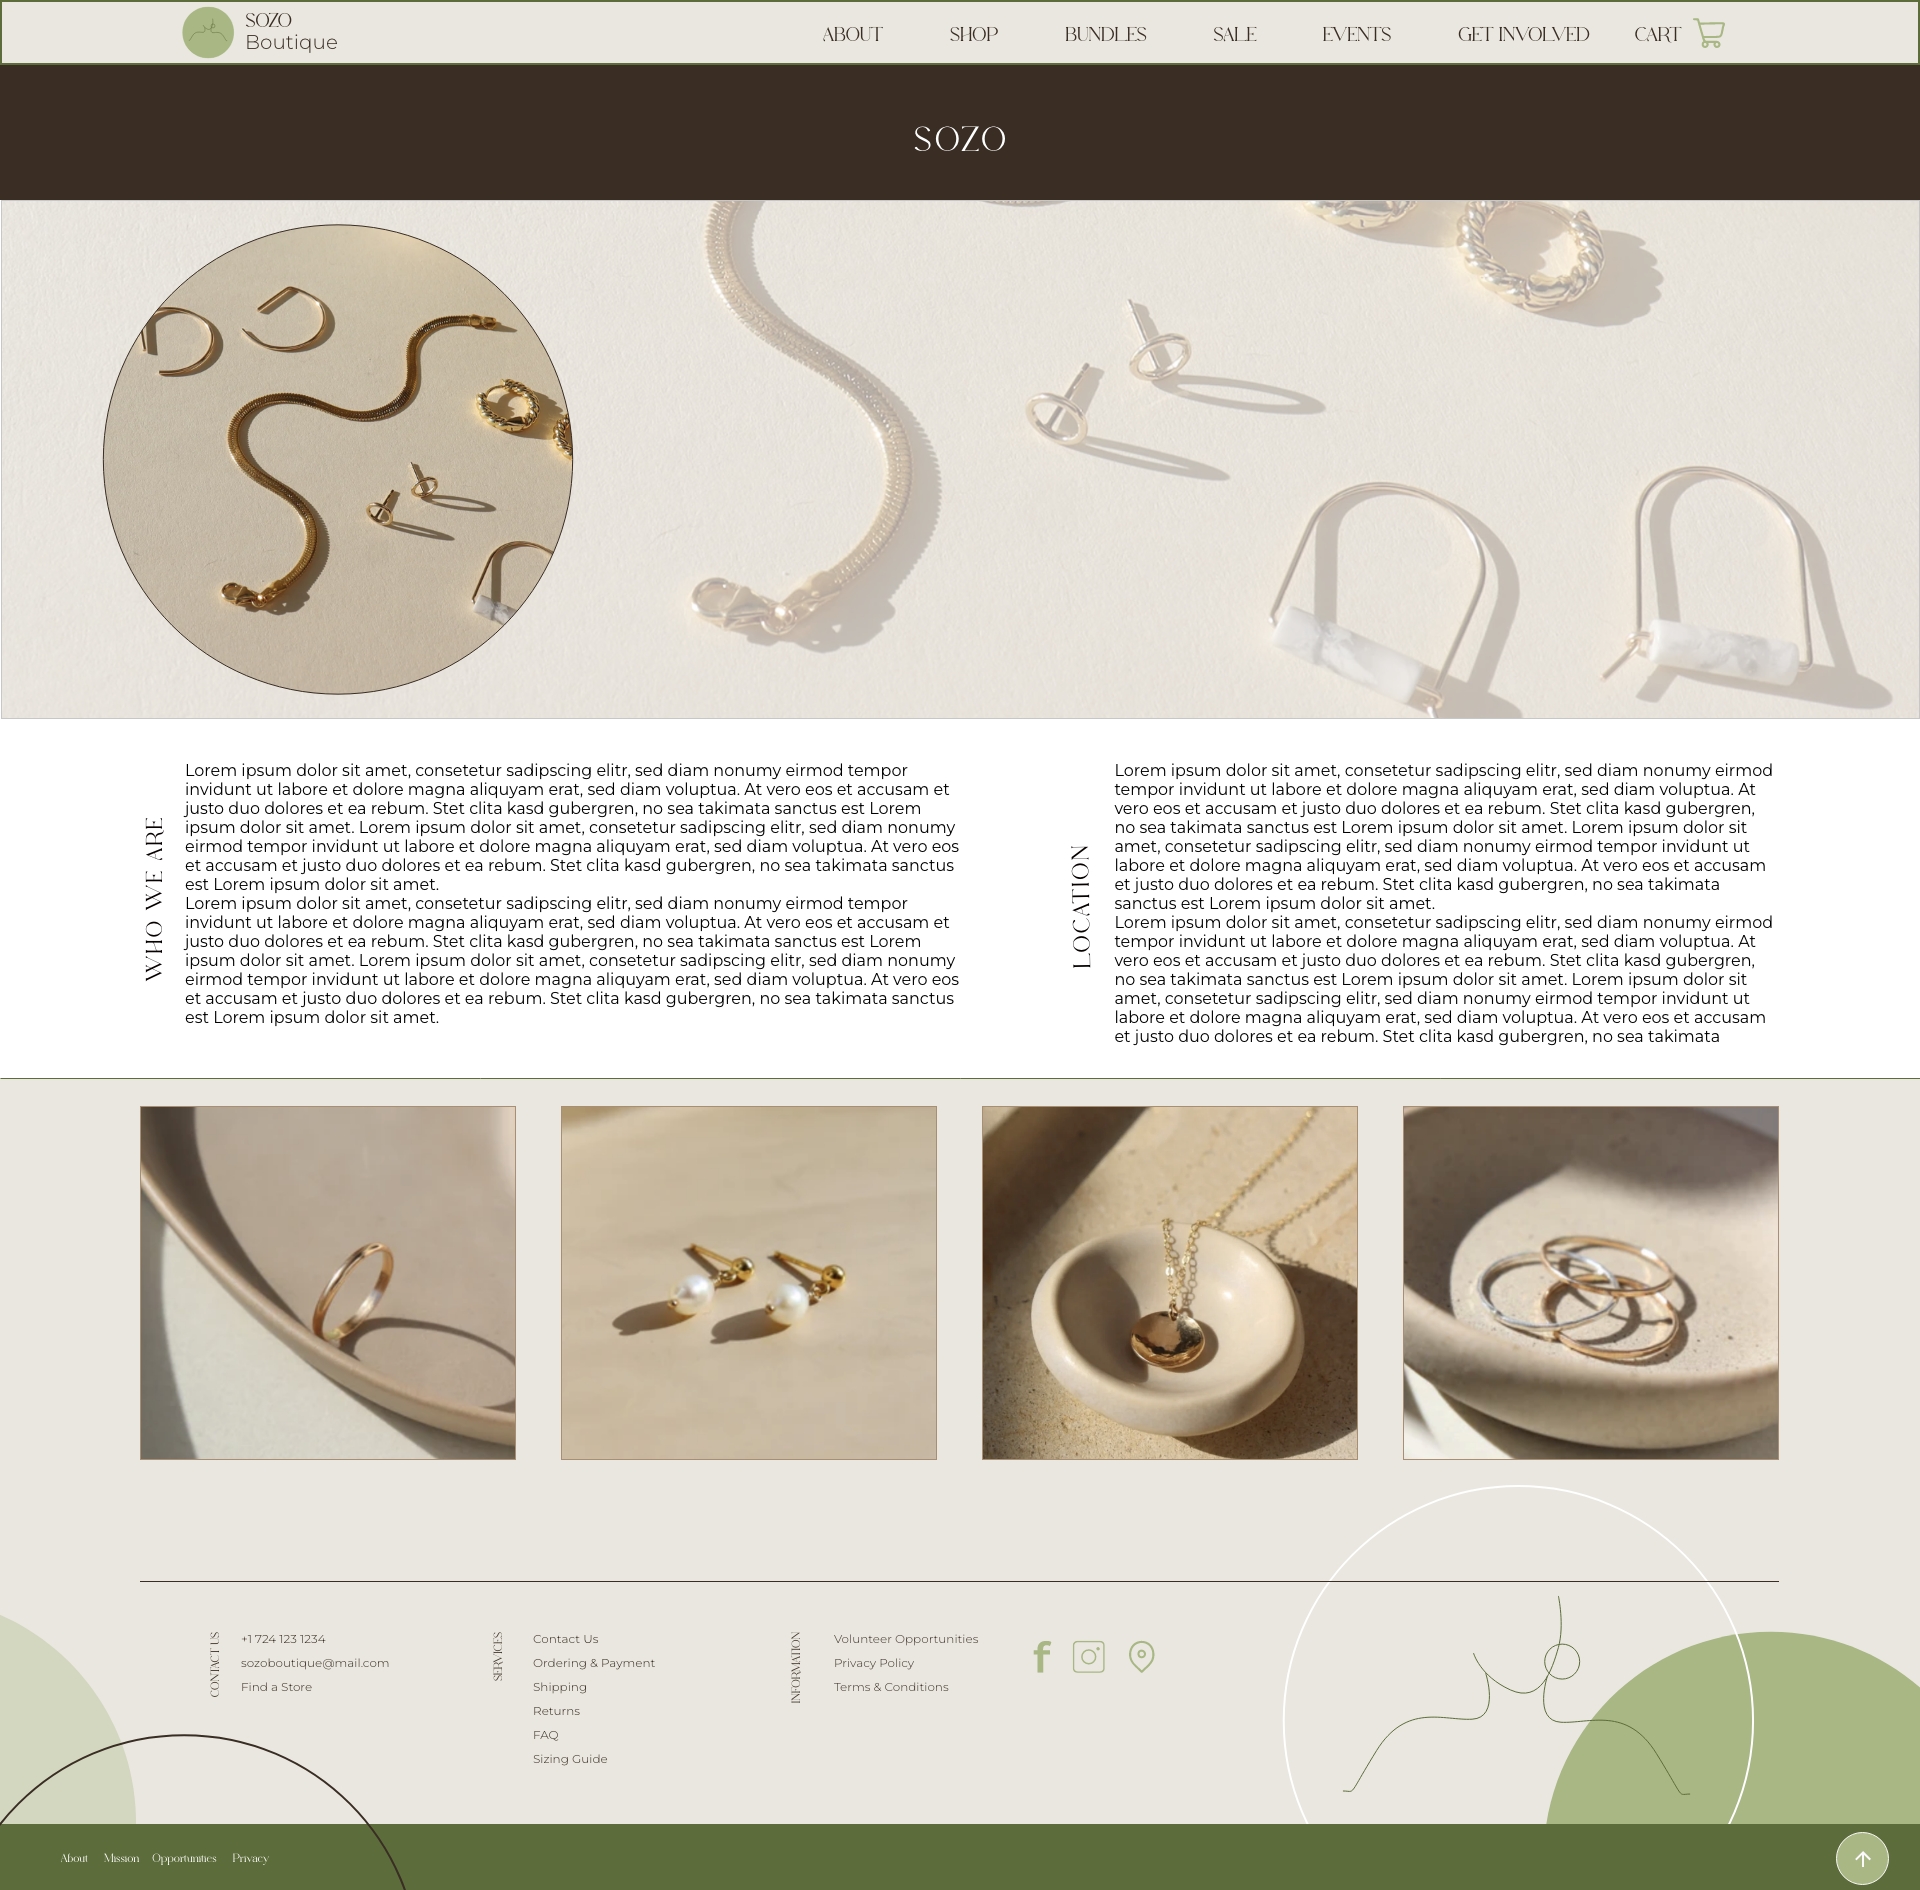 SOZO
Boutique
ABOUT
SHOP
BUNDLES
SALE
EVENTS
GET INVOLVED
CART
SOZO
WHO WE ARE
Lorem ipsum dolor sit amet, consetetur sadipscing elitr, sed diam nonumy eirmod tempor
invidunt ut labore et dolore magna aliquyam erat, sed diam voluptua. At vero eos et accusam et
justo duo dolores et ea rebum. Stet clita kasd gubergren, no sea takimata sanctus est Lorem
ipsum dolor sit amet. Lorem ipsum dolor sit amet, consetetur sadipscing elitr, sed diam nonumy
eirmod tempor invidunt ut labore et dolore magna aliquyam erat, sed diam voluptua. At vero eos
et accusam et justo duo dolores et ea rebum. Stet clita kasd gubergren, no sea takimata sanctus
est Lorem ipsum dolor sit amet.
Lorem ipsum dolor sit amet, consetetur sadipscing elitr, sed diam nonumy eirmod tempor
invidunt ut labore et dolore magna aliquyam erat, sed diam voluptua. At vero eos et accusam et
justo duo dolores et ea rebum. Stet clita kasd gubergren, no sea takimata sanctus est Lorem
ipsum dolor sit amet. Lorem ipsum dolor sit amet, consetetur sadipscing elitr, sed diam nonumy
eirmod tempor invidunt ut labore et dolore magna aliquyam erat, sed diam voluptua. At vero eos
et accusam et justo duo dolores et ea rebum. Stet clita kasd gubergren, no sea takimata sanctus
est Lorem ipsum dolor sit amet.
LOCATION
Lorem ipsum dolor sit amet, consetetur sadipscing elitr, sed diam nonumy eirmod
tempor invidunt ut labore et dolore magna aliquyam erat, sed diam voluptua. At
vero eos et accusam et justo duo dolores et ea rebum. Stet clita kasd gubergren,
no sea takimata sanctus est Lorem ipsum dolor sit amet. Lorem ipsum dolor sit
amet, consetetur sadipscing elitr, sed diam nonumy eirmod tempor invidunt ut
labore et dolore magna aliquyam erat, sed diam voluptua. At vero eos et accusam
et justo duo dolores et ea rebum. Stet clita kasd gubergren, no sea takimata
sanctus est Lorem ipsum dolor sit amet.
Lorem ipsum dolor sit amet, consetetur sadipscing elitr, sed diam nonumy eirmod
tempor invidunt ut labore et dolore magna aliquyam erat, sed diam voluptua. At
vero eos et accusam et justo duo dolores et ea rebum. Stet clita kasd gubergren,
no sea takimata sanctus est Lorem ipsum dolor sit amet. Lorem ipsum dolor sit
amet, consetetur sadipscing elitr, sed diam nonumy eirmod tempor invidunt ut
labore et dolore magna aliquyam erat, sed diam voluptua. At vero eos et accusam
et justo duo dolores et ea rebum. Stet clita kasd gubergren, no sea takimata
CONTACT US
+1 724 123 1234
sozoboutique@mail.com
Find a Store
SERVICES
Contact Us
Ordering & Payment
Shipping
Returns
FAQ
Sizing Guide
INFORMATION
Volunteer Opportunities
Privacy Policy
Terms & Conditions
About
Mission
Opportunities
Privacy